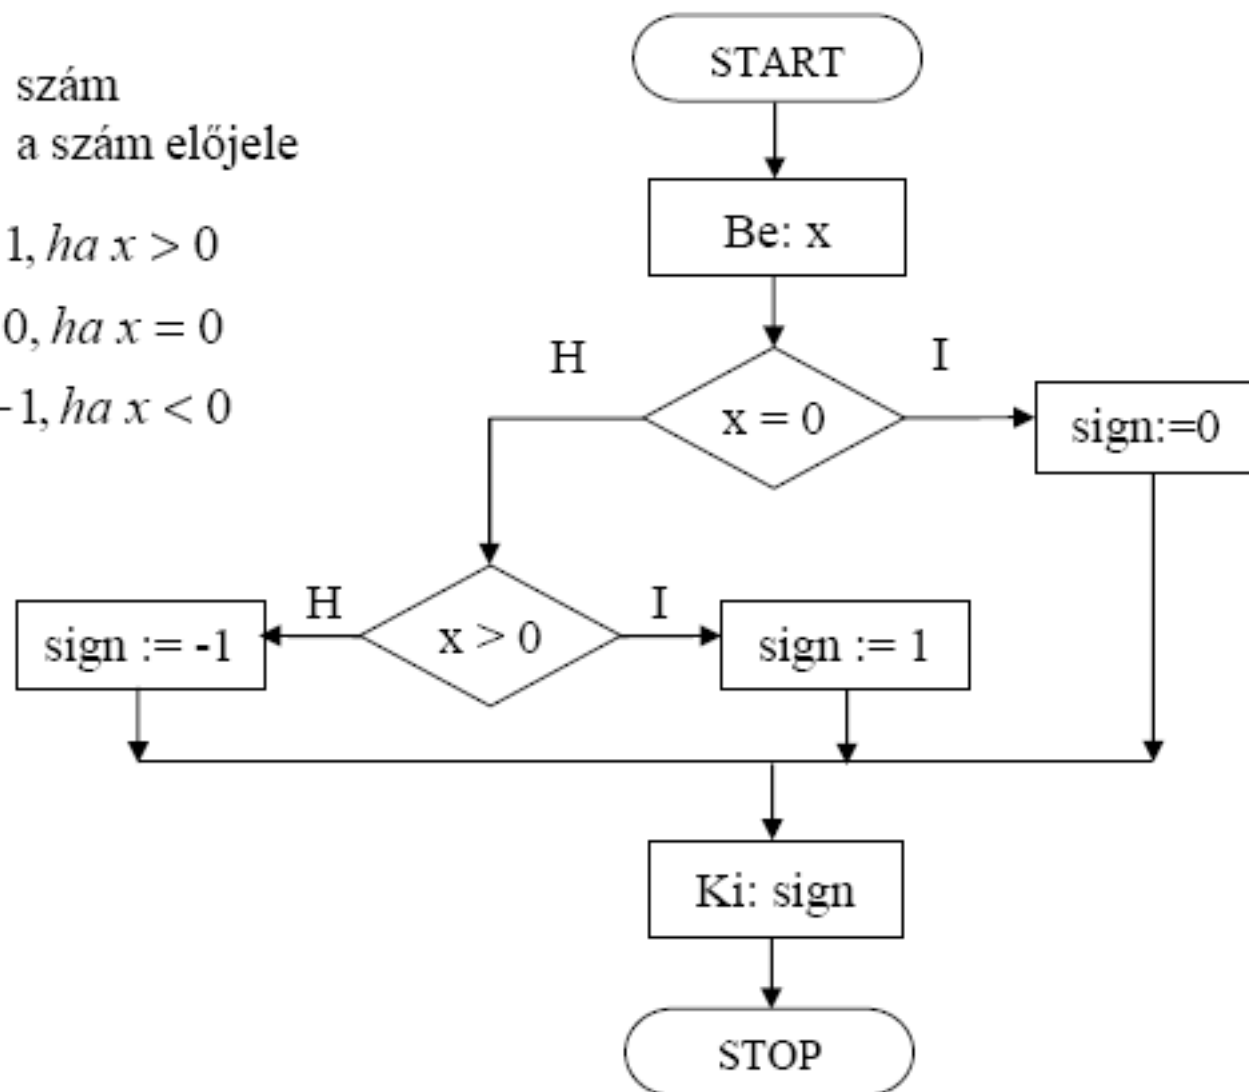 szám
a szám előjele
1, ha x > 0
0, ha x = 0
-1, ha x < 0
START
Be: x
H
I
x = 0
sign:=0
H
I
sign := -1
x > 0
sign := 1
Ki: sign
STOP